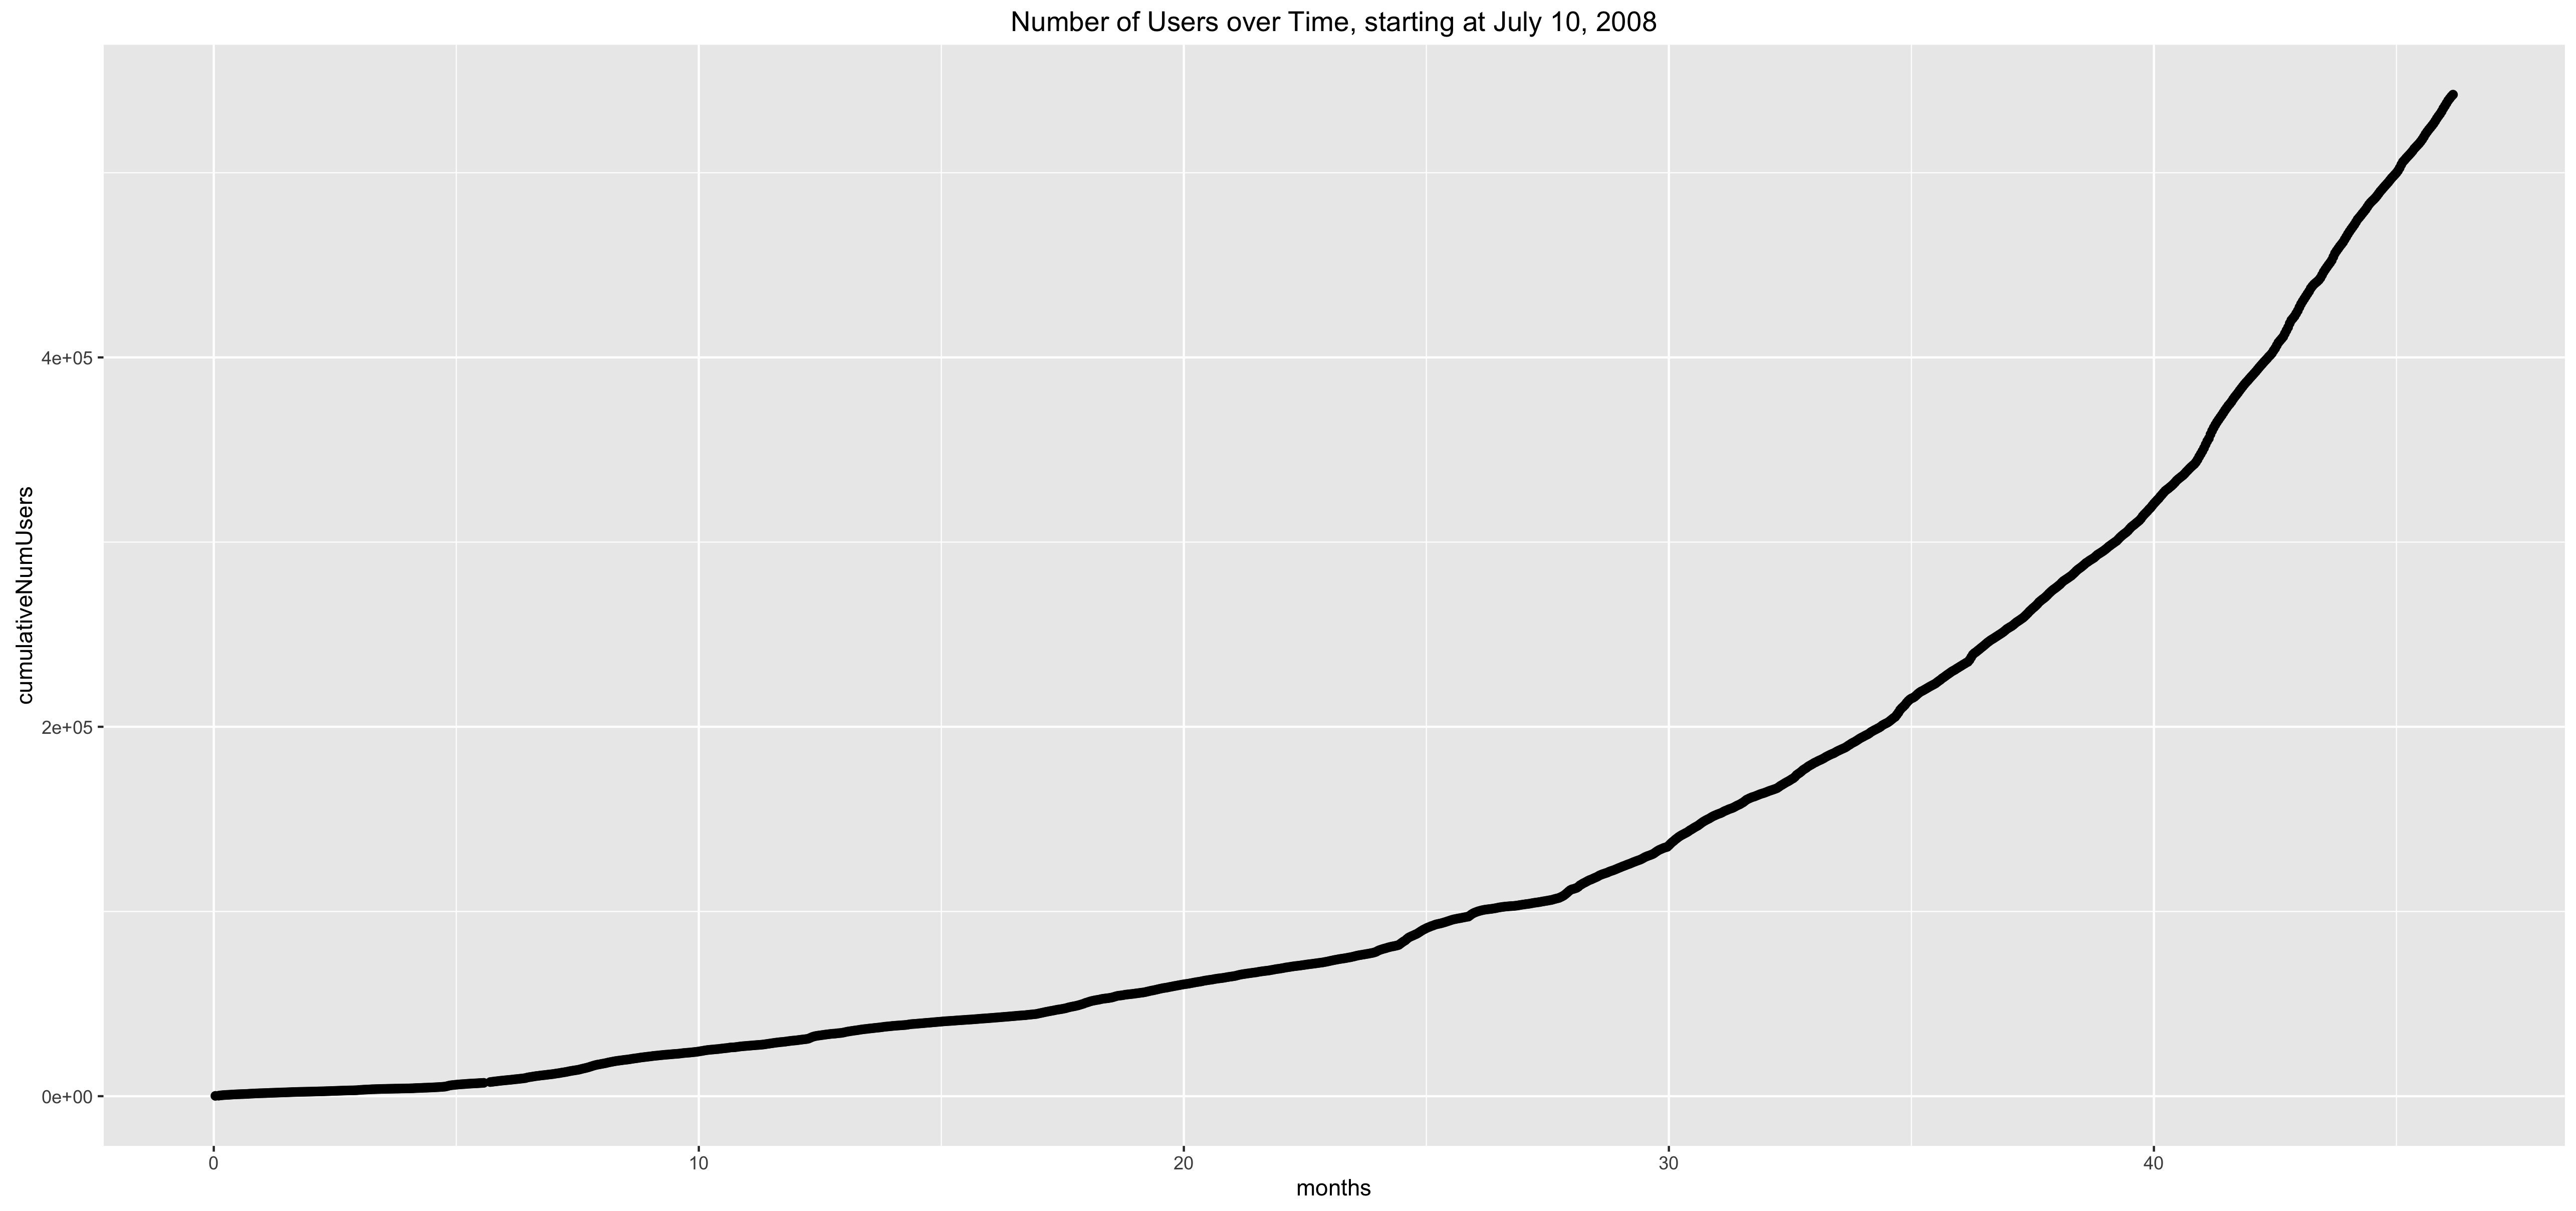 Number of Users over Time, starting at July 10, 2008
cumulativeNumUsers
4e+05
2e+05
0e+00
0
10
20
30
40
months